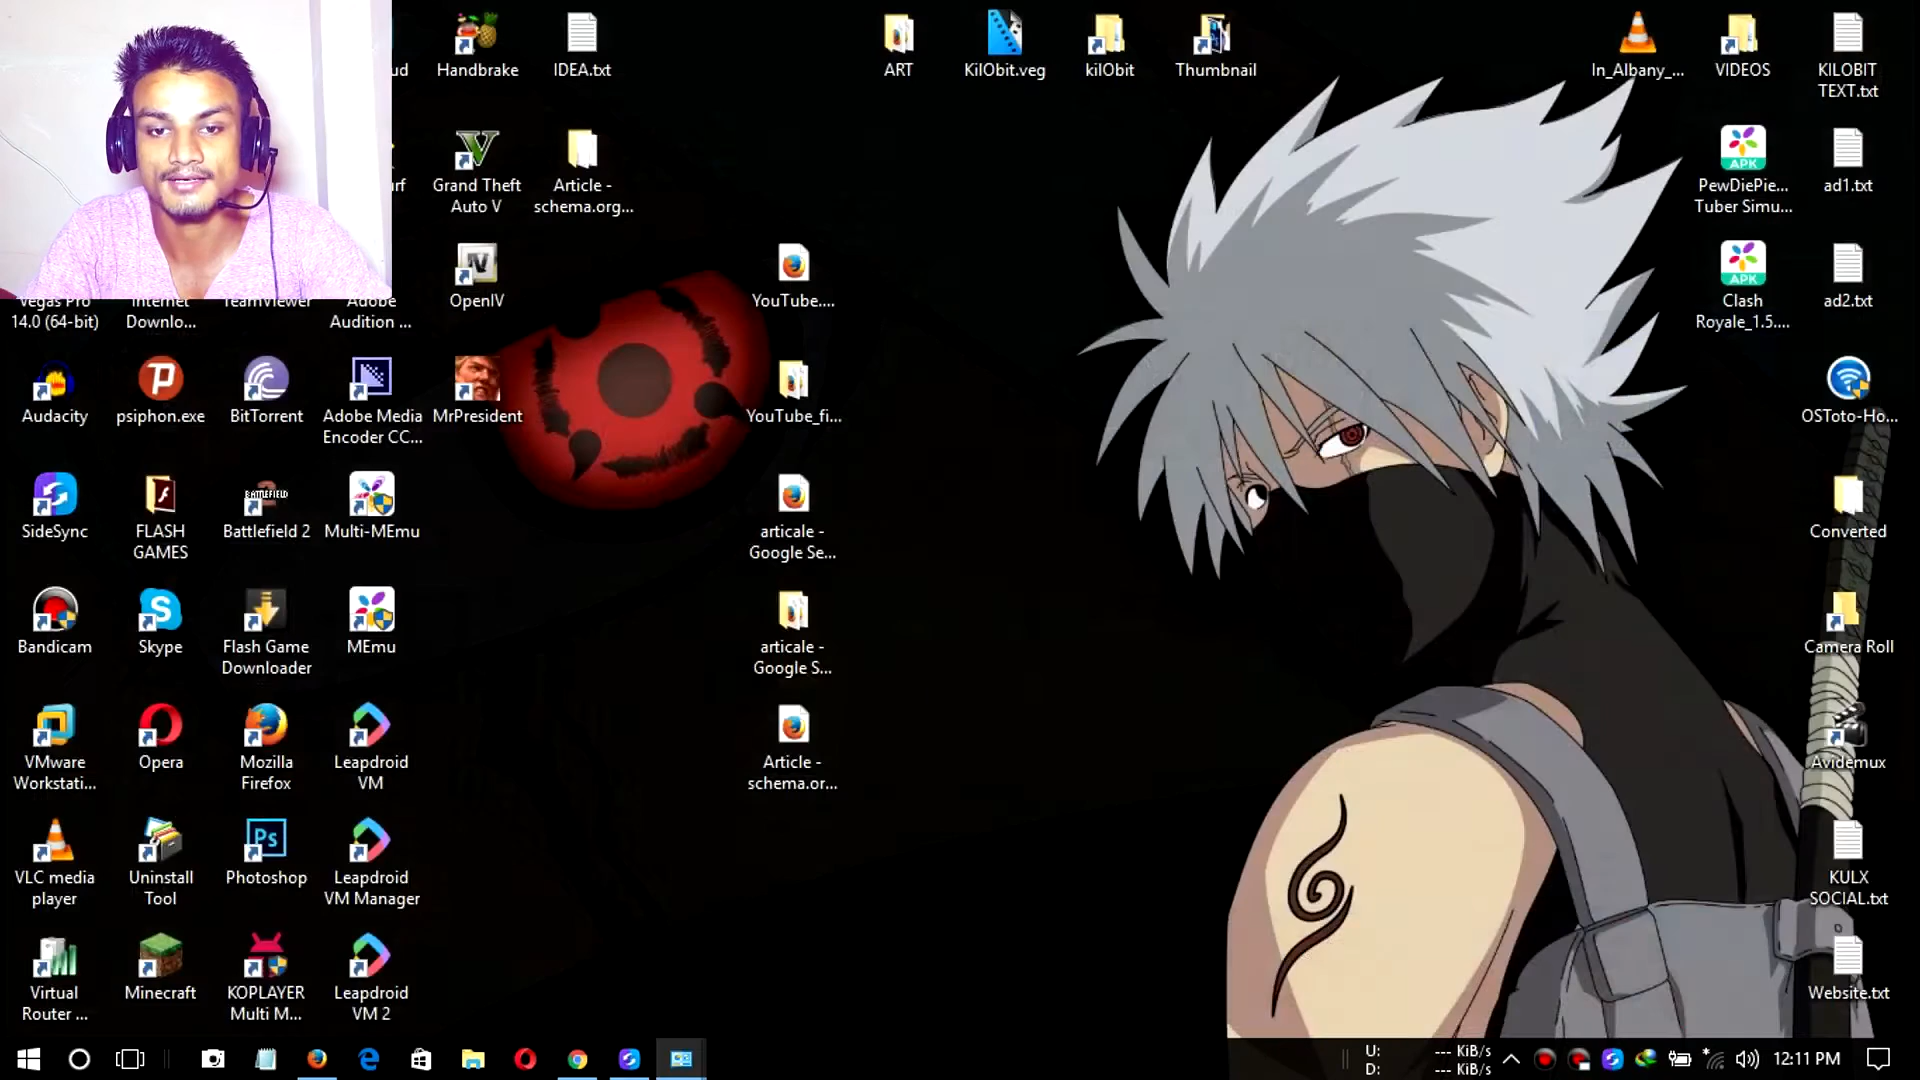 ud
Handbrake
IDEA.txt
ART
KilObit.veg
kilObit
Thumbnail
In_Albany_...
VIDEOS
KILOBIT
TEXT.txt
urf
Grand Theft
Auto V
Article -
schema.org...
PewDiePie...
Tuber Simu...
ad1.txt
OpenIV
YouTube....
Clash
Royale_1.5....
ad2.txt
Vegas Pro
14.0 (64-bit)
Internet
Downlo...
TeamViewer
Adobe
Audition ...
Audacity
psiphon.exe
BitTorrent
Adobe Media
Encoder CC...
MrPresident
YouTube_fi...
OSToto-Ho...
SideSync
FLASH
GAMES
BATTLEFIELD
Battlefield 2
Multi-MEmu
articale -
Google Se...
Converted
Bandicam
Skype
Flash Game
Downloader
MEmu
articale -
Google S...
Camera Roll
VMware
Workstati...
Opera
Mozilla
Firefox
Leapdroid
VM
Article -
schema.or...
Avidemux
VLC media
player
Uninstall
Tool
Ps
Photoshop
Leapdroid
VM Manager
KULX
SOCIAL.txt
Virtual
Router ...
Minecraft
KOPLAYER
Multi M...
Leapdroid
VM 2
Website.txt
APK
APK
U: --- KiB/s
D: --- KiB/s
12:11 PM